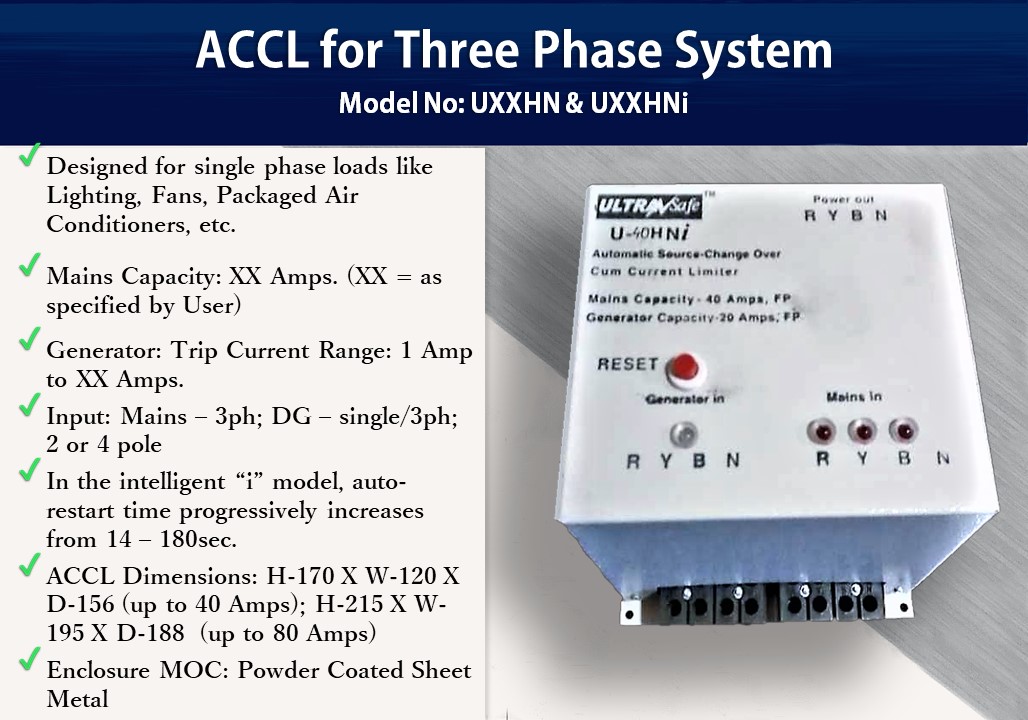 ACCL for Three Phase System
Model No: UXXHN & UXXHNi
Designed for single phase loads like
Lighting, Fans, Packaged Air
Conditioners, etc.
Mains Capacity: XX Amps. (XX = as
specified by User)
Generator: Trip Current Range: 1 Amp
to XX Amps.
Input: Mains – 3ph; DG – single/3ph;
2 or 4 pole
In the intelligent “i” model, auto-
restart time progressively increases
from 14 – 180sec.
ACCL Dimensions: H-170 X W-120 X
D-156 (up to 40 Amps); H-215 X W-
195 X D-188 (up to 80 Amps)
Enclosure MOC: Powder Coated Sheet
Metal
ULTRA Safe™
Power out
R Y B N
U-40HNi
Automatic Source-Change Over
Cum Current Limiter
Mains Capacity- 40 Amps, FP
Generator Capacity-20 Amps, FP
RESET
Generator in
Mains in
R Y B N
R Y B N